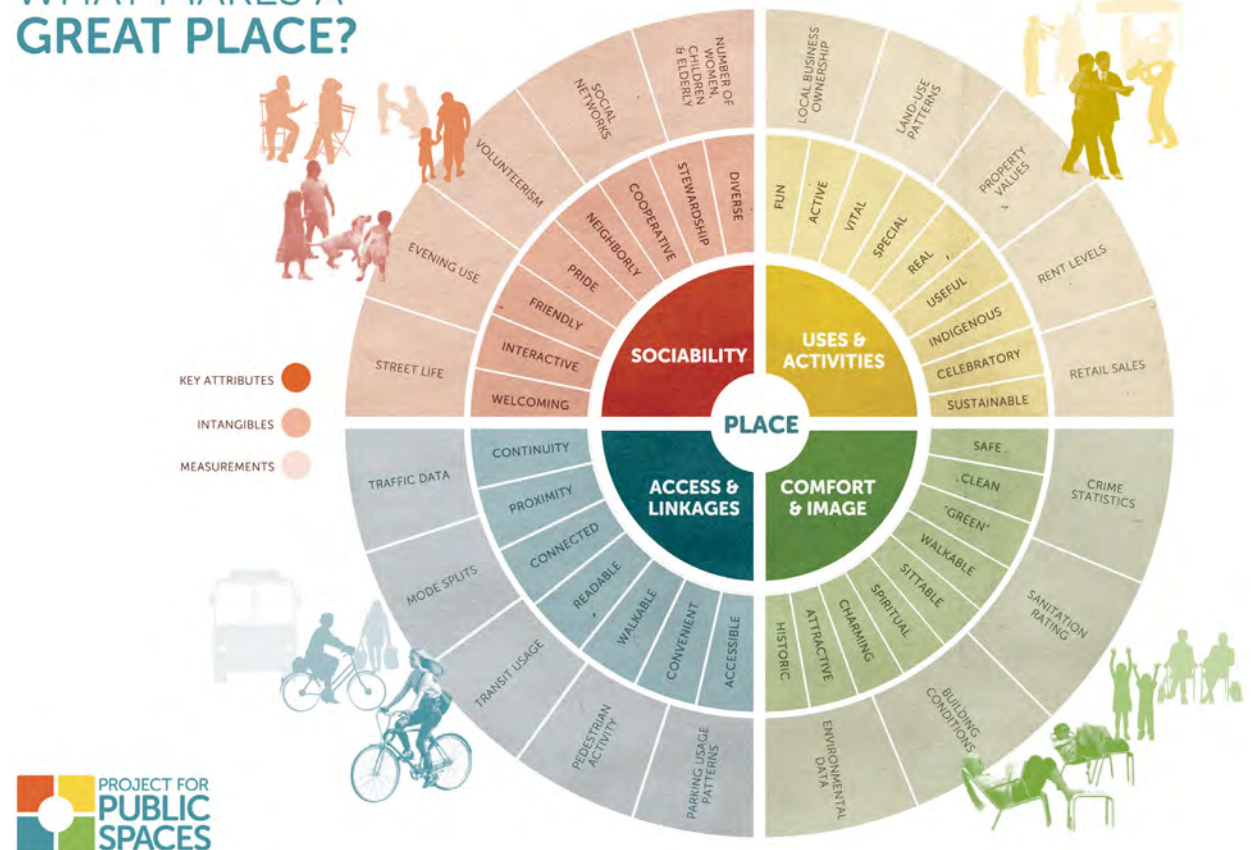 WHAT MAKES A
GREAT PLACE?
KEY ATTRIBUTES
INTANGIBLES
MEASUREMENTS
PLACE
SOCIABILITY
DIVERSE
STEWARDSHIP
COOPERATIVE
NEIGHBORLY
PRIDE
FRIENDLY
INTERACTIVE
WELCOMING
NUMBER OF
WOMEN,
CHILDREN
& ELDERLY
SOCIAL
NETWORKS
VOLUNTEERISM
EVENING USE
STREET LIFE
USES &
ACTIVITIES
FUN
ACTIVE
VITAL
SPECIAL
REAL
USEFUL
INDIGENOUS
CELEBRATORY
SUSTAINABLE
LOCAL BUSINESS
OWNERSHIP
LAND-USE
PATTERNS
PROPERTY
VALUES
RENT LEVELS
RETAIL SALES
ACCESS &
LINKAGES
CONTINUITY
PROXIMITY
CONNECTED
READABLE
WALKABLE
CONVENIENT
ACCESSIBLE
TRAFFIC DATA
MODE SPLITS
TRANSIT USAGE
PEDESTRIAN
ACTIVITY
PARKING USAGE
PATTERNS
COMFORT
& IMAGE
SAFE
CLEAN
"GREEN"
WALKABLE
SITTABLE
SPIRITUAL
CHARMING
ATTRACTIVE
HISTORIC
CRIME
STATISTICS
SANITATION
RATING
BUILDING
CONDITIONS
ENVIRONMENTAL
DATA
PROJECT FOR
PUBLIC
SPACES